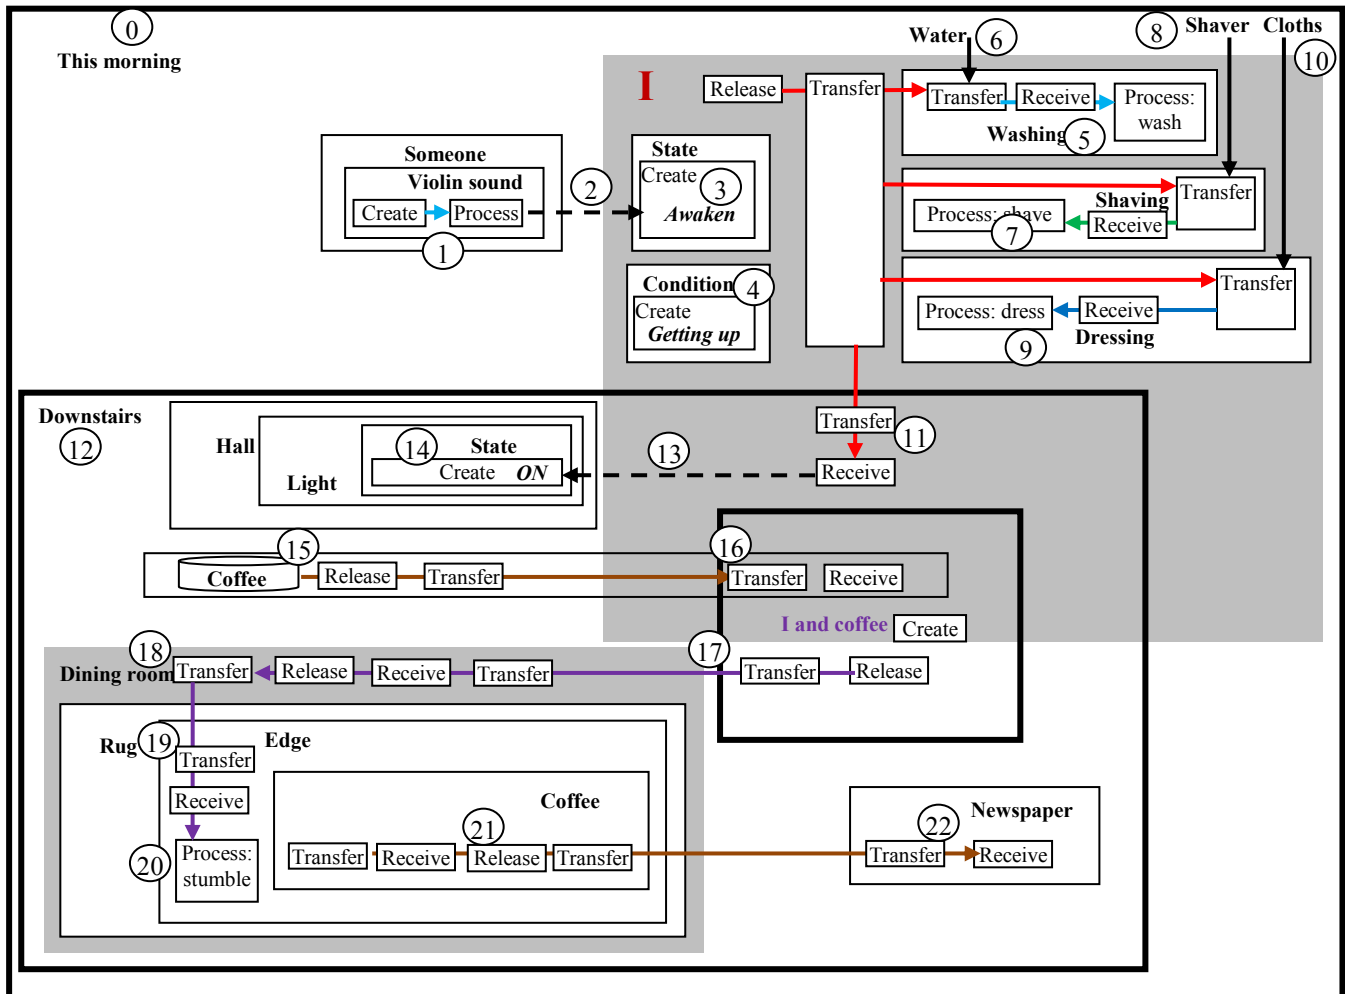 0
This morning
Water
6
8
Shaver
Cloths
10
I
Release
Transfer
Transfer
Receive
Process:
wash
Washing
5
Someone
Violin sound
Create
Process
1
2
State
Create
3
Awaken
Transfer
Shaving
Process: shave
Receive
7
Condition
4
Create
Getting up
Transfer
Process: dress
Receive
Dressing
9
Downstairs
12
Hall
Light
14
State
Create
ON
13
Transfer
11
Receive
15
Coffee
Release
Transfer
16
Transfer
Receive
I and coffee
Create
17
18
Dining room
Transfer
Release
Receive
Transfer
Transfer
Release
Rug
19
Edge
Transfer
Receive
20
Process:
stumble
Coffee
21
Transfer
Receive
Release
Transfer
Newspaper
22
Transfer
Receive